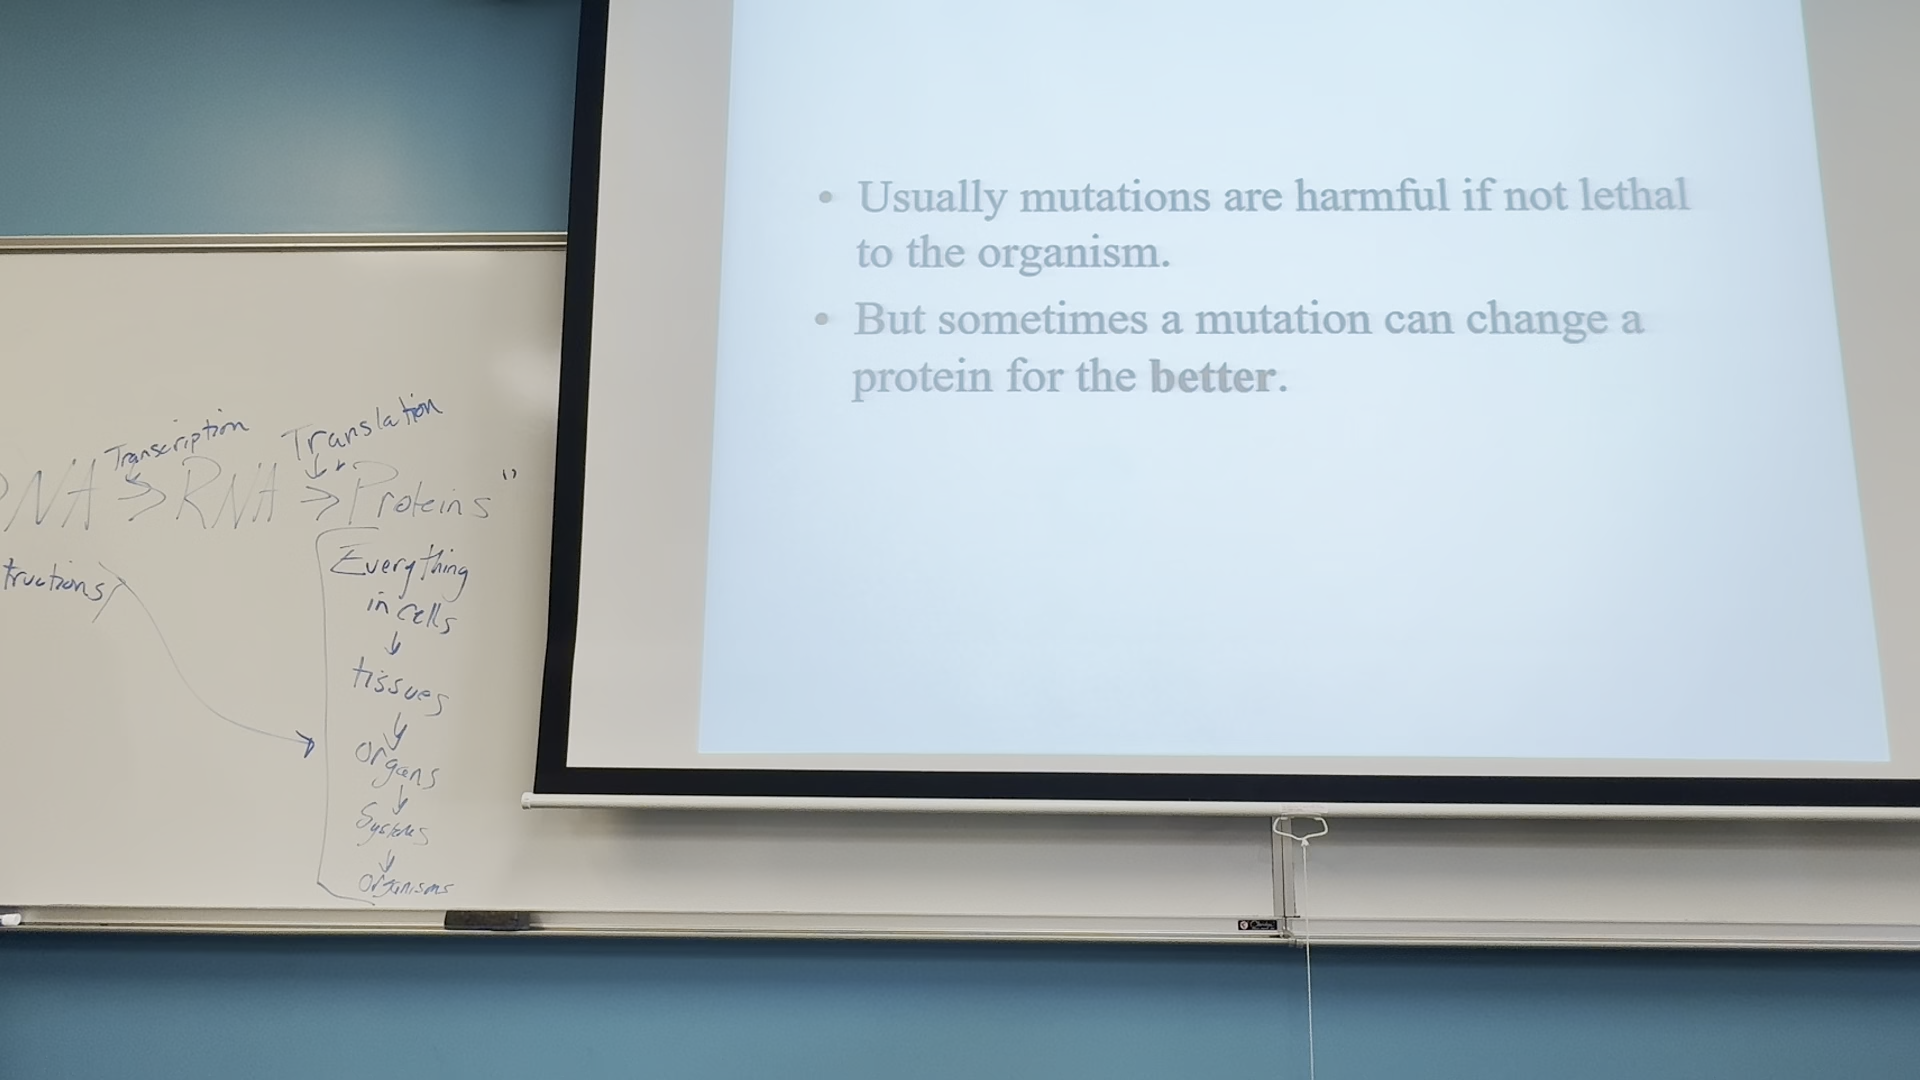 Transcription
Translation
NA → RNA → Proteins"
tructions)
Everything
in cells
tissues
organs
Systems
organisms
• Usually mutations are harmful if not lethal
to the organism.
• But sometimes a mutation can change a
protein for the better.